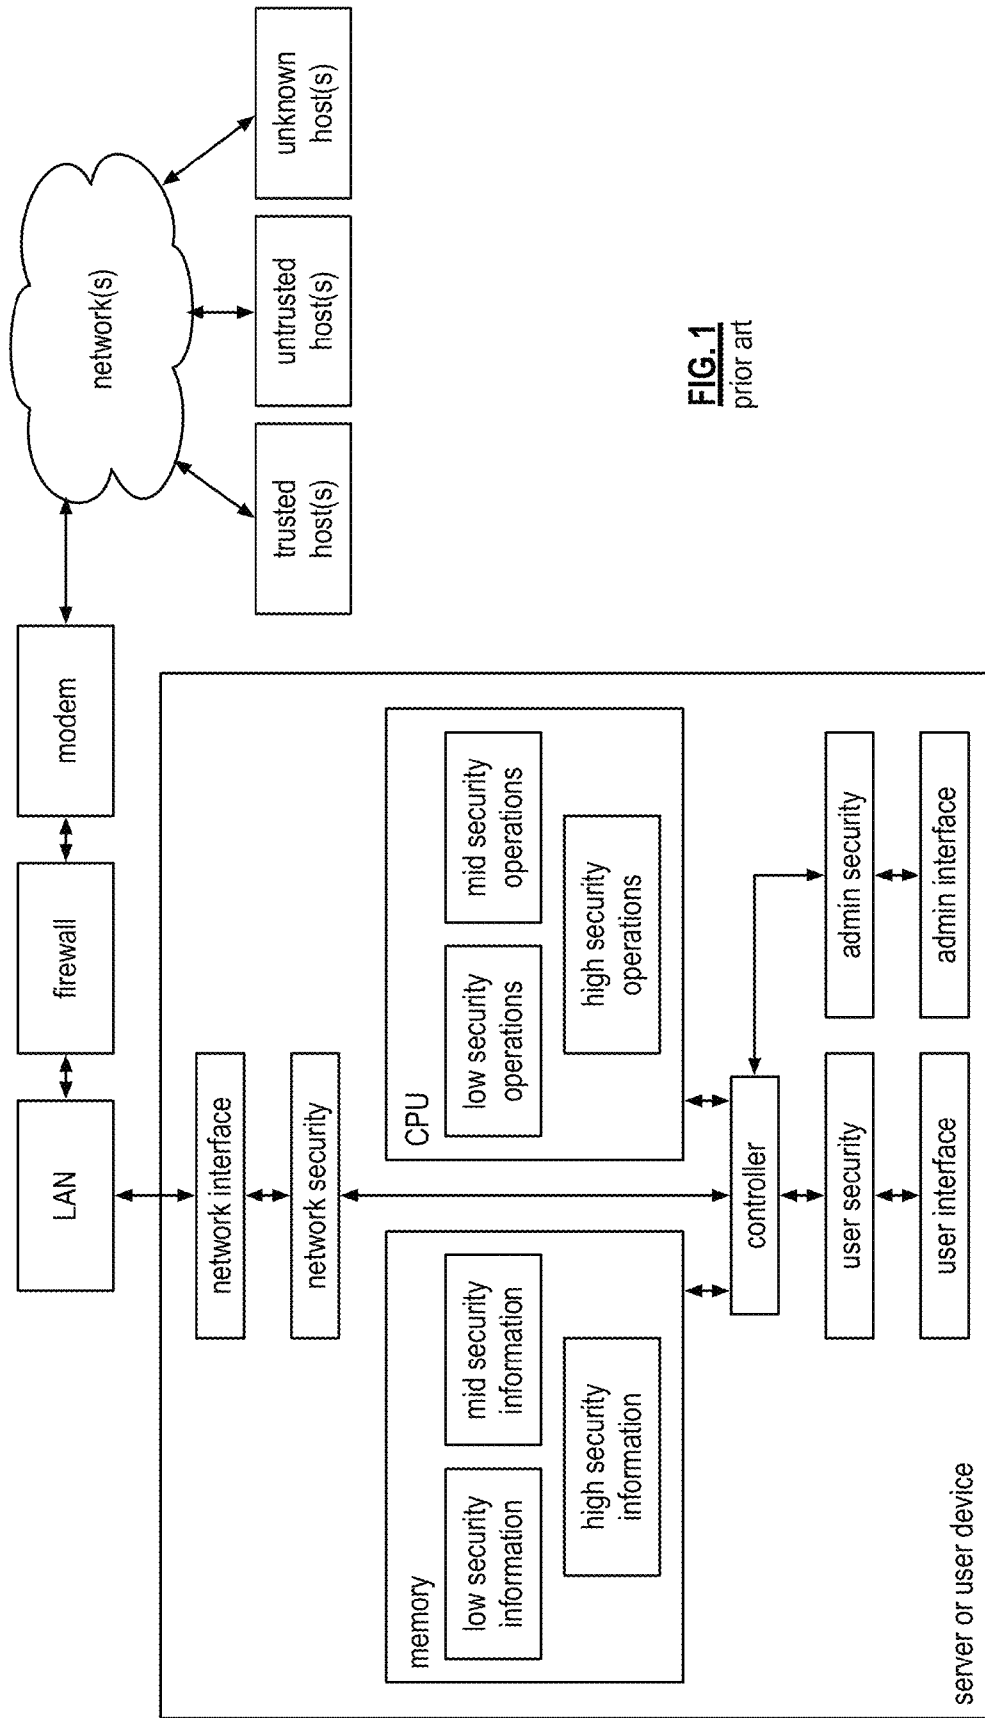 LAN
firewall
modem
network(s)
network interface
network security
trusted
host(s)
untrusted
host(s)
unknown
host(s)
memory
low security
information
mid security
information
high security
information
CPU
low security
operations
mid security
operations
high security
operations
controller
user security
admin security
user interface
admin interface
server or user device
FIG. 1
prior art